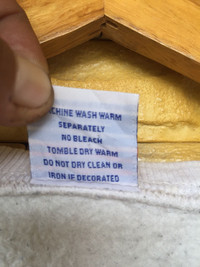 CHINE WASH WARM
SEPARATELY
NO BLEACH
TOMBLE DRY WARM
DO NOT DRY CLEAN OR
IRON IF DECORATED